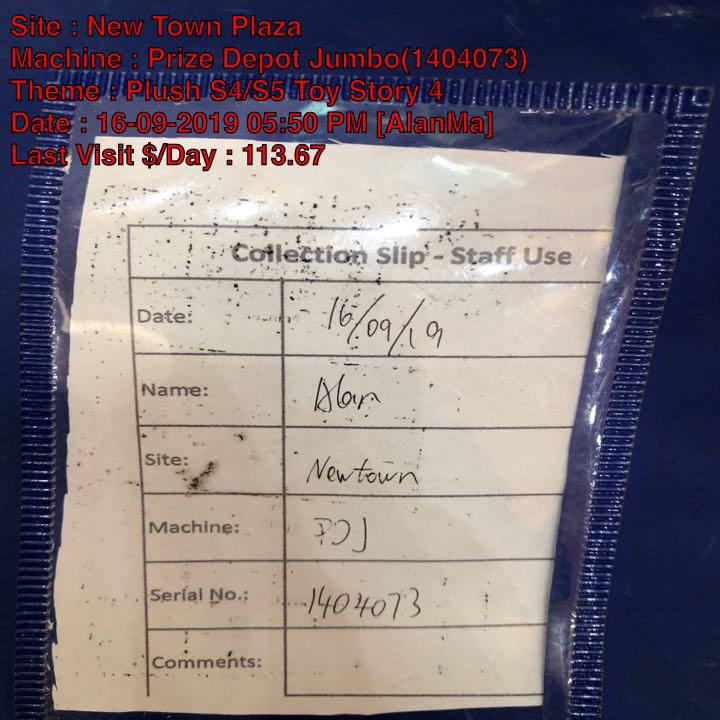 Site : New Town Plaza
Machine : Prize Depot Jumbo(1404073)
Theme : Plush S4/S5 Toy Story 4
Date : 16-09-2019 05:50 PM [AlanMa]
Last Visit $/Day : 113.67
Collection Slip - Staff Use
Date: 16/09/19
Name: Alan
Site: Newtown
Machine: PDJ
Serial No.: 1404073
Comments: